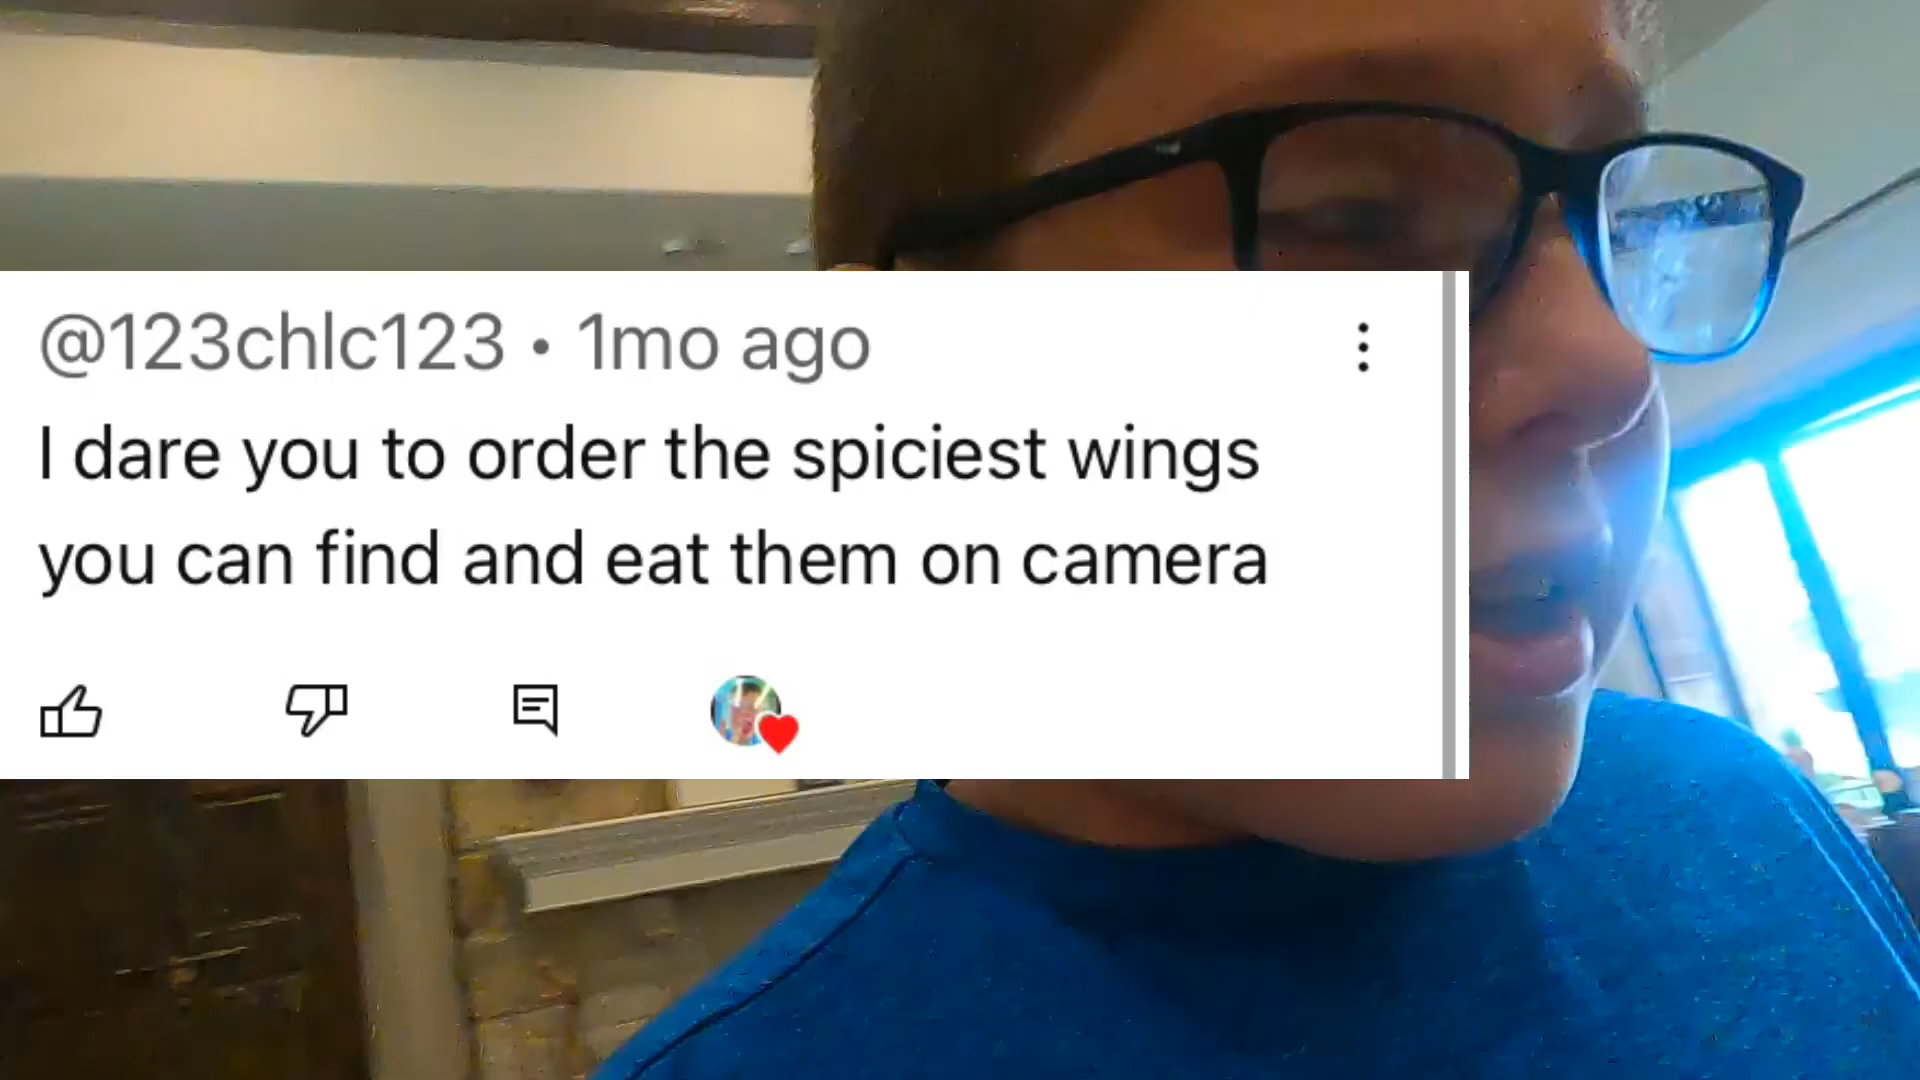 @123chlc123 • 1mo ago
I dare you to order the spiciest wings
you can find and eat them on camera